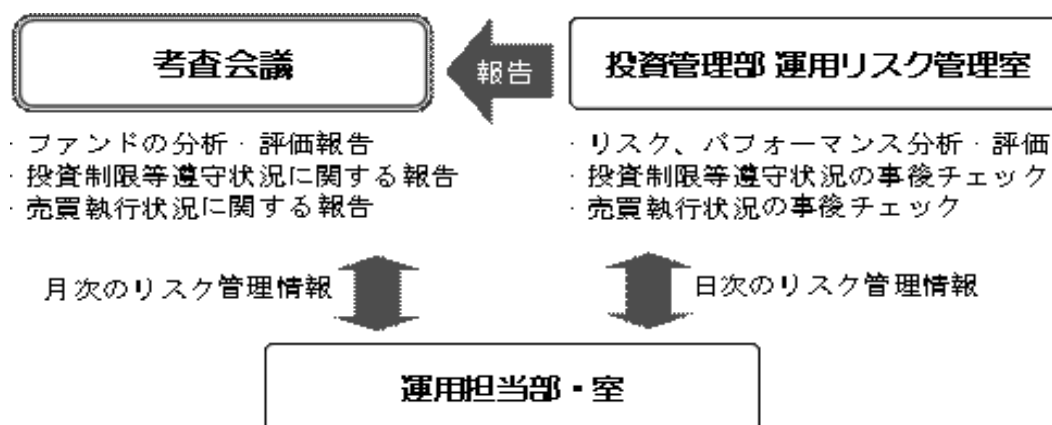 考査会議
報告
投資管理部 運用リスク管理室
・ファンドの分析・評価報告
・投資制限等遵守状況に関する報告
・売買執行状況に関する報告
・リスク、パフォーマンス分析・評価
・投資制限等遵守状況の事後チェック
・売買執行状況の事後チェック
月次のリスク管理情報
日次のリスク管理情報
運用担当部・室